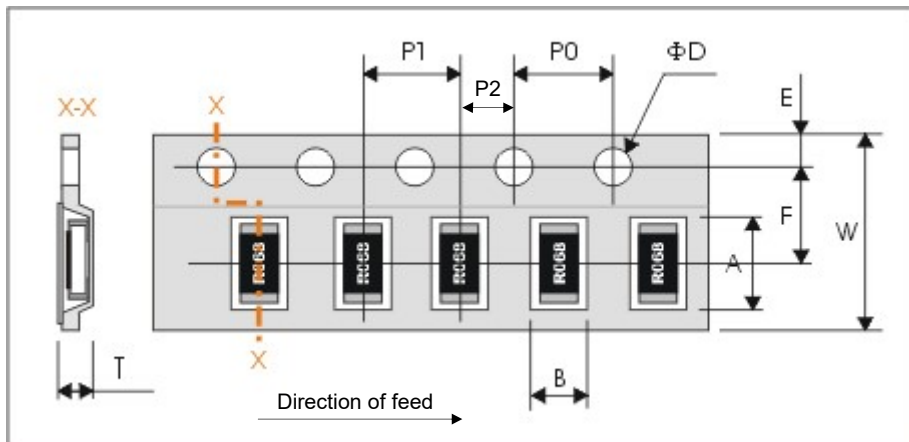 P1
P0
ΦD
P2
E
X-X
X
F
W
R068
R068
R068
R068
R068
A
X
T
B
Direction of feed